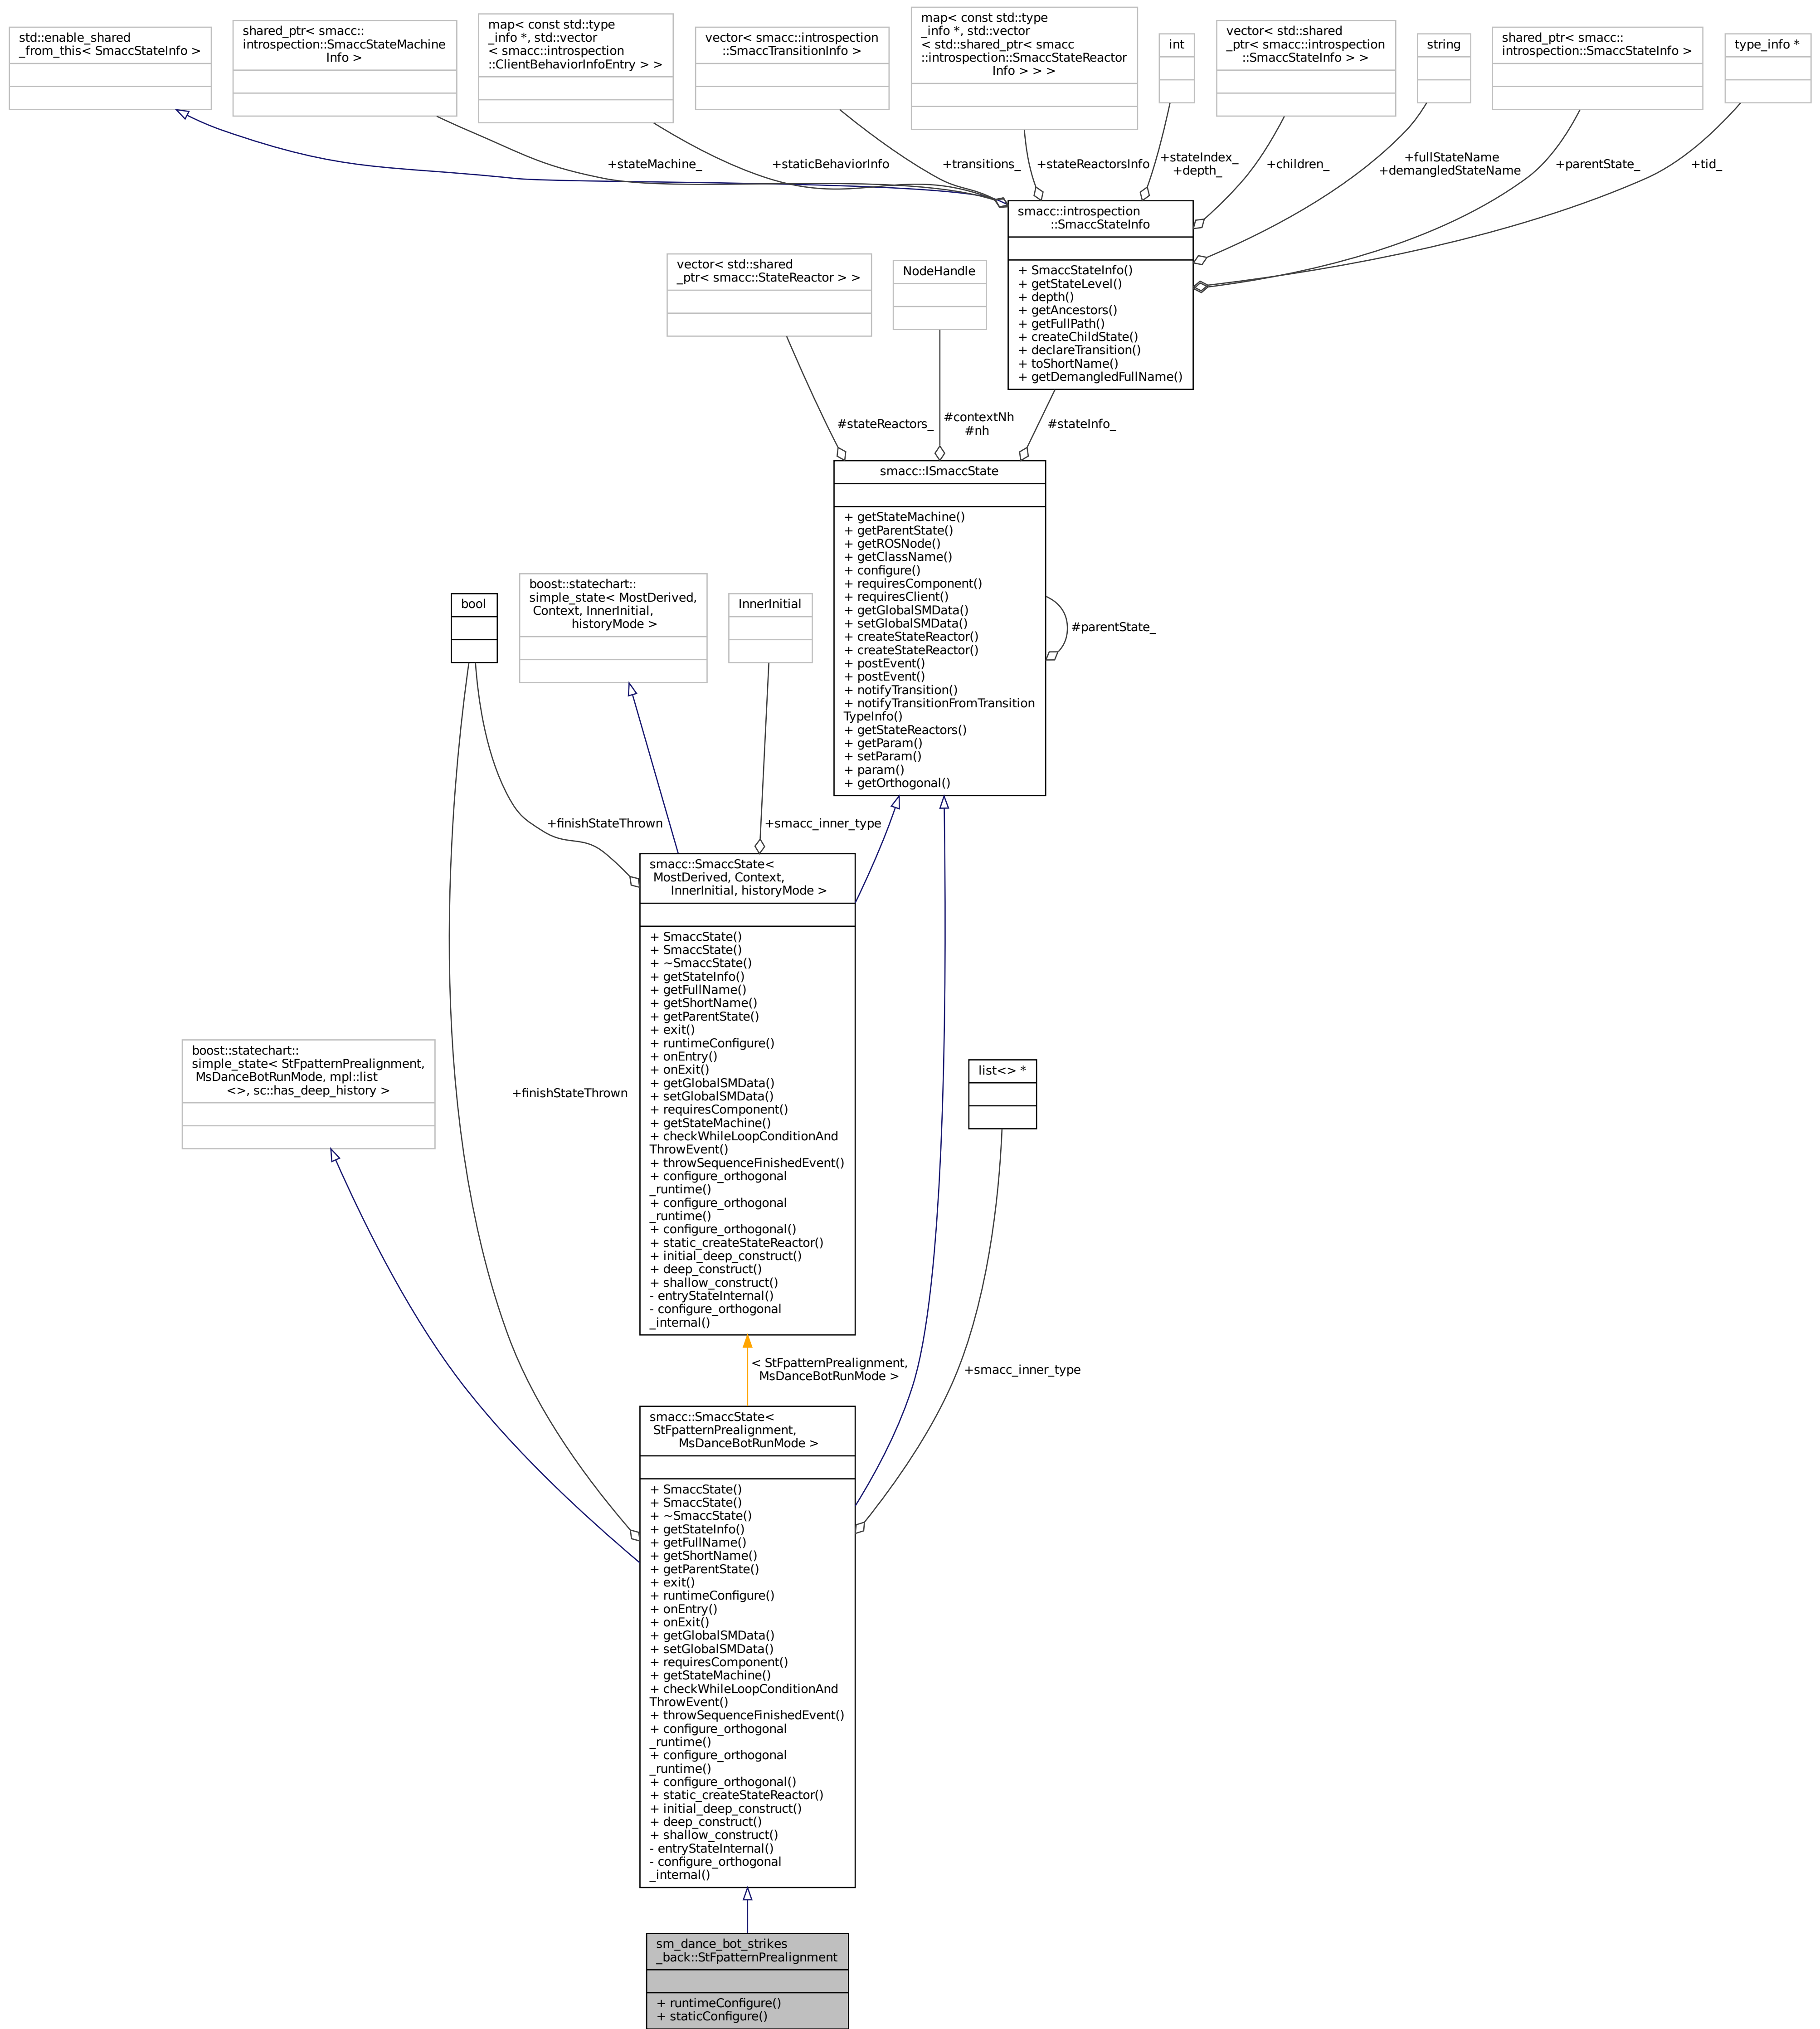 std::enable_shared
_from_this< SmaccStateInfo >
shared_ptr< smacc::
introspection::SmaccStateMachine
Info >
map< const std::type
_info *, std::vector
< smacc::introspection
::ClientBehaviorInfoEntry > >
vector< smacc::introspection
::SmaccTransitionInfo >
map< const std::type
_info *, std::vector
< std::shared_ptr< smacc
::introspection::SmaccStateReactor
Info > > >
int
vector< std::shared
_ptr< smacc::introspection
::SmaccStateInfo > >
string
shared_ptr< smacc::
introspection::SmaccStateInfo >
type_info *
+stateMachine_
+staticBehaviorInfo
+transitions_
+stateReactorsInfo
+stateIndex_
+depth_
+children_
+fullStateName
+demangledStateName
+parentState_
+tid_
smacc::introspection
::SmaccStateInfo
+ SmaccStateInfo()
+ getStateLevel()
+ depth()
+ getAncestors()
+ getFullPath()
+ createChildState()
+ declareTransition()
+ toShortName()
+ getDemangledFullName()
vector< std::shared
_ptr< smacc::StateReactor > >
NodeHandle
#stateReactors_
#contextNh
#nh
#stateInfo_
smacc::ISmaccState
+ getStateMachine()
+ getParentState()
+ getROSNode()
+ getClassName()
+ configure()
+ requiresComponent()
+ requiresClient()
+ getGlobalSMData()
+ setGlobalSMData()
+ createStateReactor()
+ createStateReactor()
+ postEvent()
+ postEvent()
+ notifyTransition()
+ notifyTransitionFromTransition
TypeInfo()
+ getStateReactors()
+ getParam()
+ setParam()
+ param()
+ getOrthogonal()
#parentState_
bool
boost::statechart::
simple_state< MostDerived,
Context, InnerInitial,
historyMode >
InnerInitial
+finishStateThrown
+smacc_inner_type
smacc::SmaccState<
MostDerived, Context,
InnerInitial, historyMode >
+ SmaccState()
+ SmaccState()
+ ~SmaccState()
+ getStateInfo()
+ getFullName()
+ getShortName()
+ getParentState()
+ exit()
+ runtimeConfigure()
+ onEntry()
+ onExit()
+ getGlobalSMData()
+ setGlobalSMData()
+ requiresComponent()
+ getStateMachine()
+ checkWhileLoopConditionAnd
ThrowEvent()
+ throwSequenceFinishedEvent()
+ configure_orthogonal
_runtime()
+ configure_orthogonal
_runtime()
+ configure_orthogonal()
+ static_createStateReactor()
+ initial_deep_construct()
+ deep_construct()
+ shallow_construct()
- entryStateInternal()
- configure_orthogonal
_internal()
boost::statechart::
simple_state< StFpatternPrealignment,
MsDanceBotRunMode, mpl::list
<>, sc::has_deep_history >
+finishStateThrown
list<> *
< StFpatternPrealignment,
MsDanceBotRunMode >
+smacc_inner_type
smacc::SmaccState<
StFpatternPrealignment,
MsDanceBotRunMode >
+ SmaccState()
+ SmaccState()
+ ~SmaccState()
+ getStateInfo()
+ getFullName()
+ getShortName()
+ getParentState()
+ exit()
+ runtimeConfigure()
+ onEntry()
+ onExit()
+ getGlobalSMData()
+ setGlobalSMData()
+ requiresComponent()
+ getStateMachine()
+ checkWhileLoopConditionAnd
ThrowEvent()
+ throwSequenceFinishedEvent()
+ configure_orthogonal
_runtime()
+ configure_orthogonal
_runtime()
+ configure_orthogonal()
+ static_createStateReactor()
+ initial_deep_construct()
+ deep_construct()
+ shallow_construct()
- entryStateInternal()
- configure_orthogonal
_internal()
sm_dance_bot_strikes
_back::StFpatternPrealignment
+ runtimeConfigure()
+ staticConfigure()